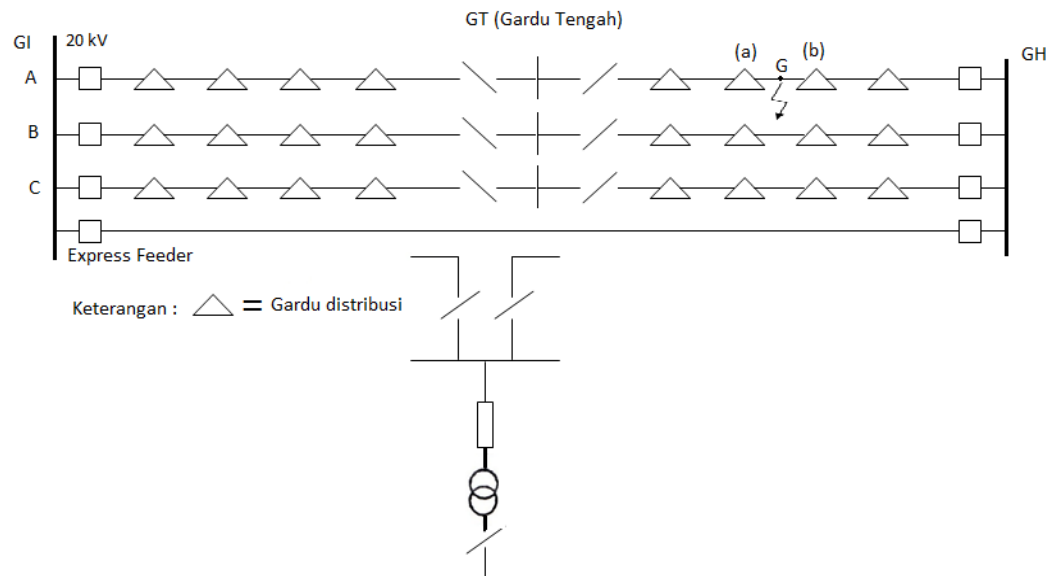 GT (Gardu Tengah)
GI
20 kV
(a)
(b)
GH
A
G
B
C
Express Feeder
Keterangan : = Gardu distribusi